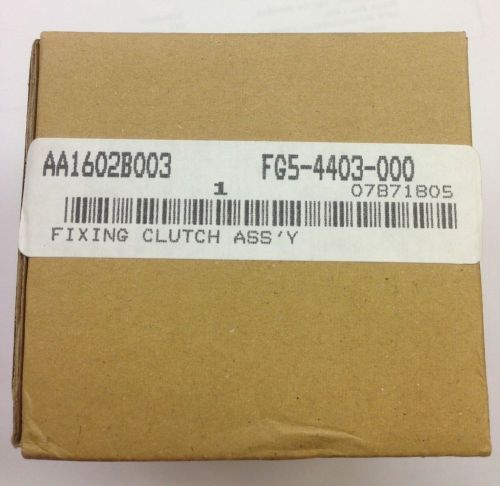 AA1602B003 FG5-4403-000
1 07B71805
FIXING CLUTCH ASS'Y